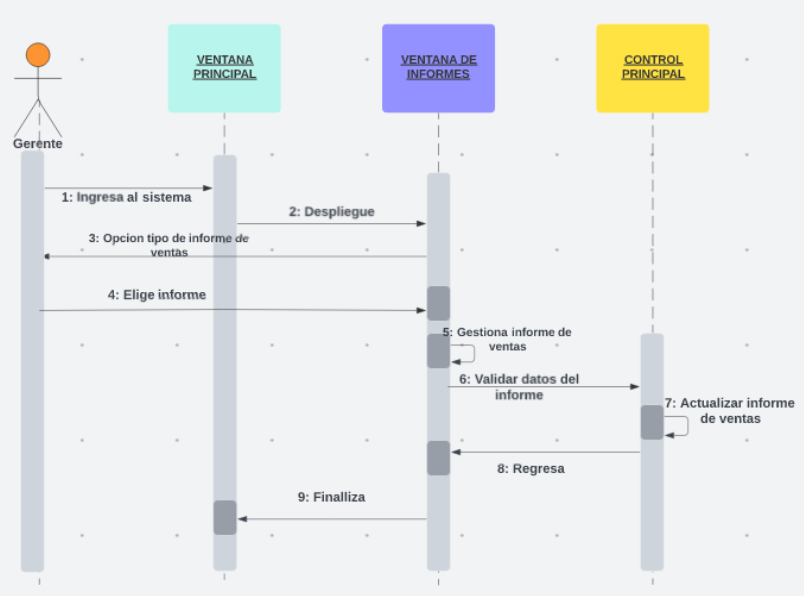 VENTANA
PRINCIPAL
VENTANA DE
INFORMES
CONTROL
PRINCIPAL
Gerente
1: Ingresa al sistema
2: Despliegue
3: Opcion tipo de informe de
ventas
4: Elige informe
5: Gestiona informe de
ventas
6: Validar datos del
informe
7: Actualizar informe
de ventas
8: Regresa
9: Finalliza